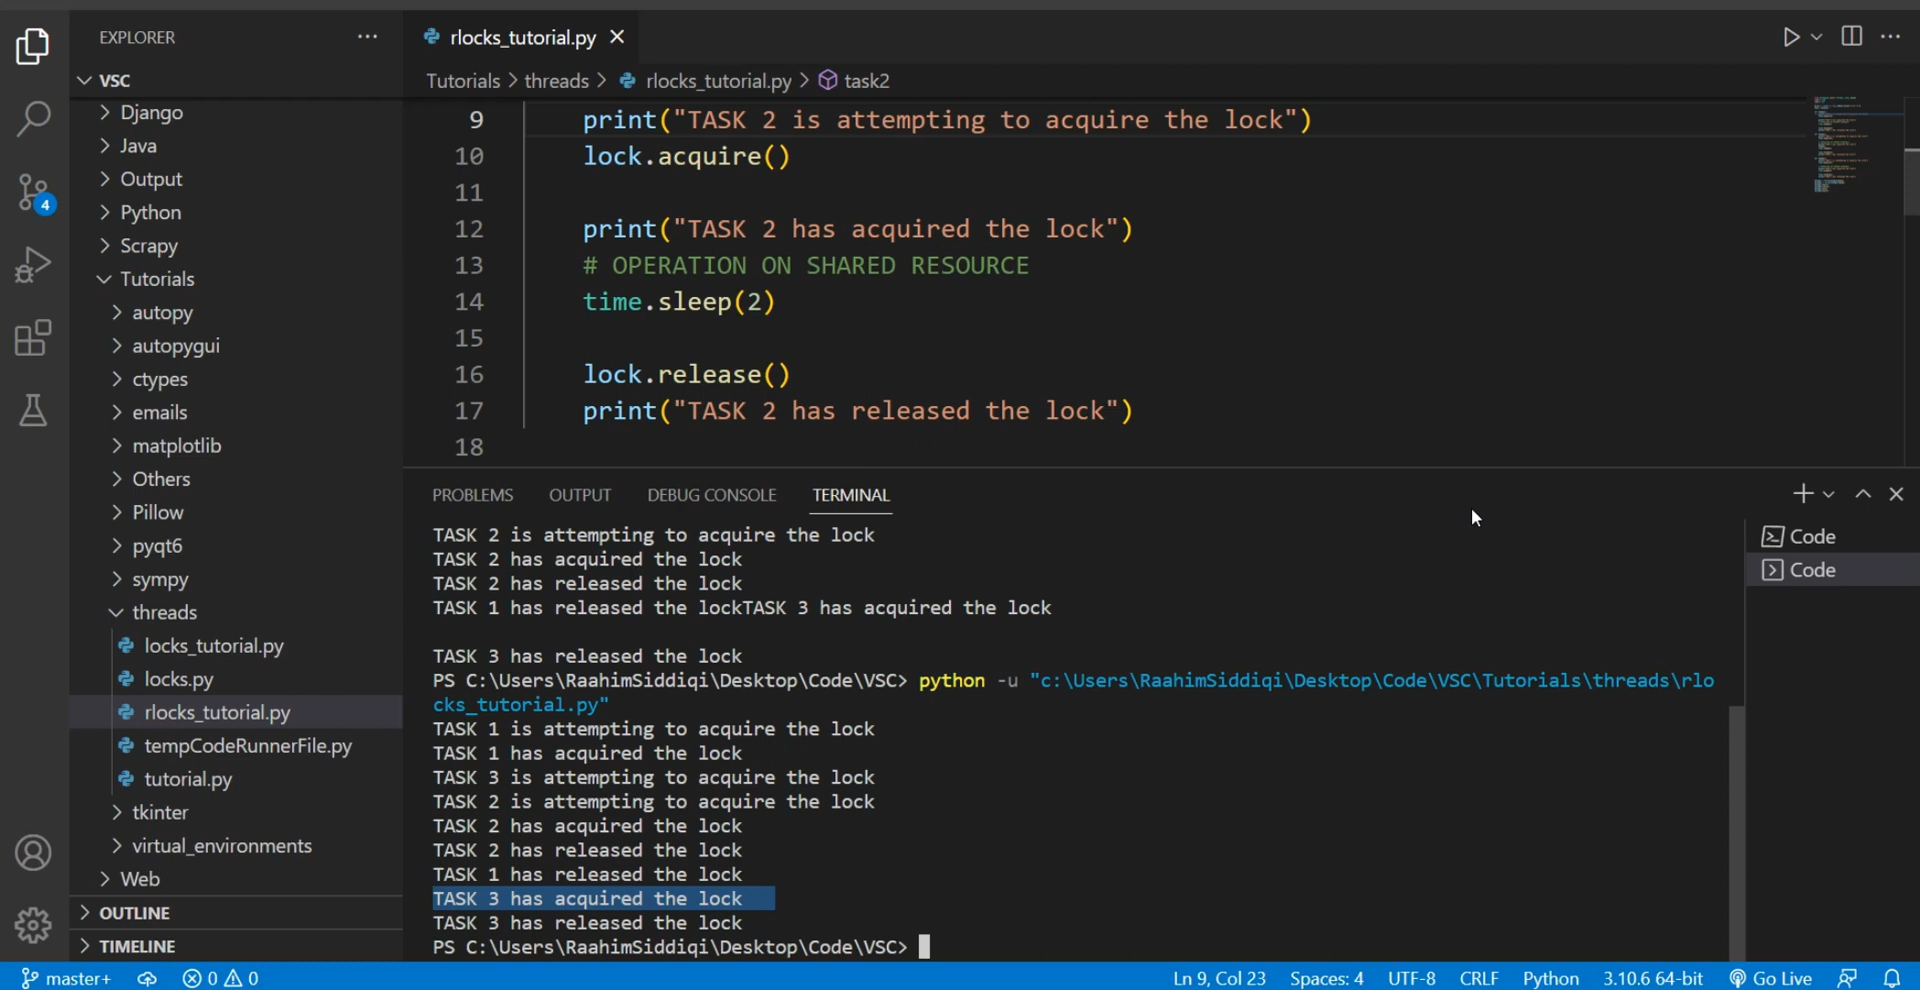 EXPLORER
VSC
Django
Java
Output
Python
Scrapy
Tutorials
autopy
autopygui
ctypes
emails
matplotlib
Others
Pillow
pyqt6
sympy
threads
locks_tutorial.py
locks.py
rlocks_tutorial.py
tempCodeRunnerFile.py
tutorial.py
tkinter
virtual_environments
Web
OUTLINE
TIMELINE
4
rlocks_tutorial.py
Tutorials > threads > rlocks_tutorial.py > task2
9 print("TASK 2 is attempting to acquire the lock")
10 lock.acquire()
11
12 print("TASK 2 has acquired the lock")
13 # OPERATION ON SHARED RESOURCE
14 time.sleep(2)
15
16 lock.release()
17 print("TASK 2 has released the lock")
18
PROBLEMS OUTPUT DEBUG CONSOLE TERMINAL
TASK 2 is attempting to acquire the lock
TASK 2 has acquired the lock
TASK 2 has released the lock
TASK 1 has released the lockTASK 3 has acquired the lock
TASK 3 has released the lock
PS C:\Users\RaahimSiddiqi\Desktop\Code\VSC> python -u "c:\Users\RaahimSiddiqi\Desktop\Code\VSC\Tutorials\threads\rlo
cks_tutorial.py"
TASK 1 is attempting to acquire the lock
TASK 1 has acquired the lock
TASK 3 is attempting to acquire the lock
TASK 2 is attempting to acquire the lock
TASK 2 has acquired the lock
TASK 2 has released the lock
TASK 1 has released the lock
TASK 3 has acquired the lock
TASK 3 has released the lock
PS C:\Users\RaahimSiddiqi\Desktop\Code\VSC>
Code
Code
master+ 0 0 Ln 9, Col 23 Spaces: 4 UTF-8 CRLF Python 3.10.6 64-bit Go Live